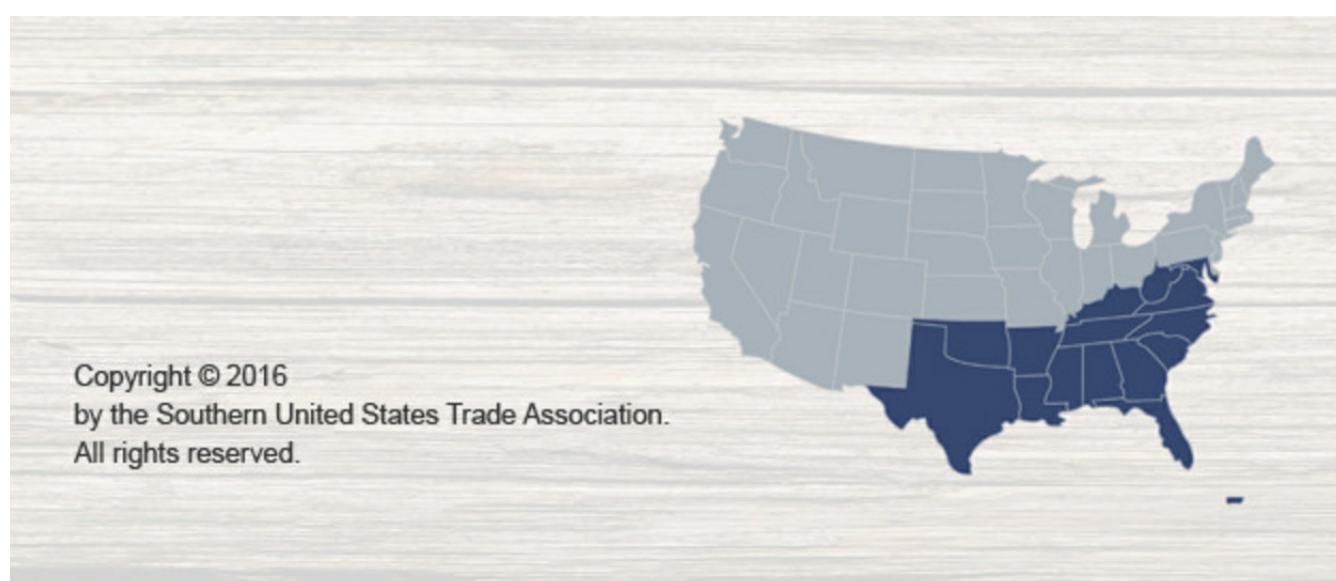 Copyright © 2016
by the Southern United States Trade Association.
All rights reserved.